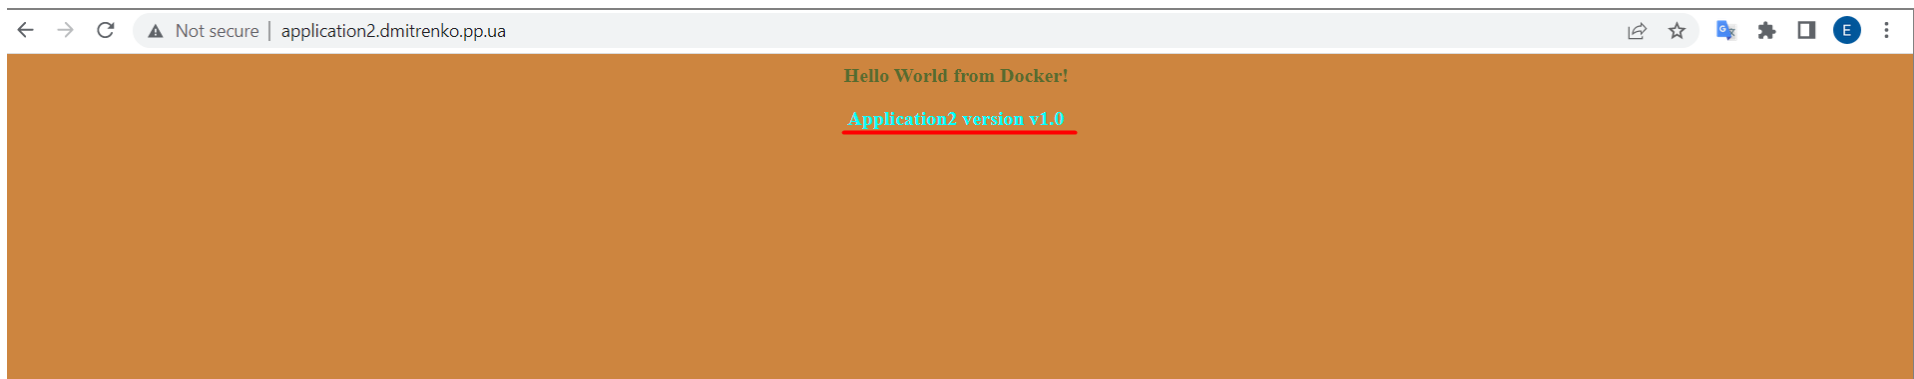 Not secure | application2.dmitrenko.pp.ua
E
Hello World from Docker!
Application2 version v1.0